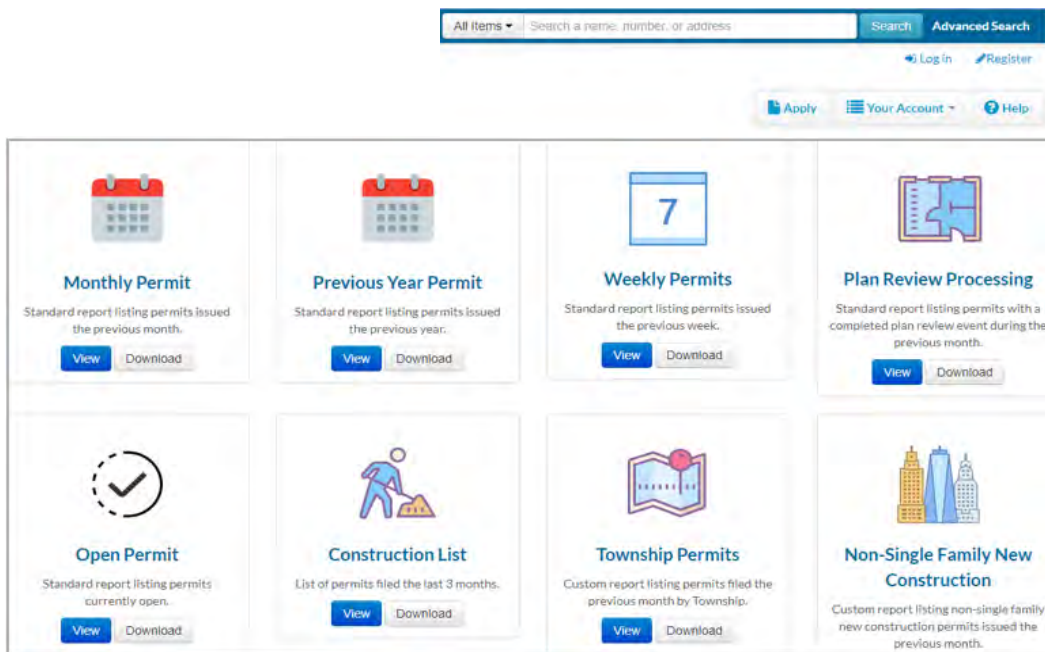 All Items
Search a name, number, or address
Search
Advanced Search
Log in
Register
Apply
Your Account
Help
7
Monthly Permit
Standard report listing permits issued
the previous month.
View
Download
Previous Year Permit
Standard report listing permits issued
the previous year.
View
Download
Weekly Permits
Standard report listing permits issued
the previous week.
View
Download
Plan Review Processing
Standard report listing permits with a
completed plan review event during the
previous month.
View
Download
Open Permit
Standard report listing permits
currently open.
View
Download
Construction List
List of permits filed the last 3 months.
View
Download
Township Permits
Custom report listing permits filed the
previous month by Township.
View
Download
Non-Single Family New
Construction
Custom report listing non-single family
new construction permits issued the
previous month.